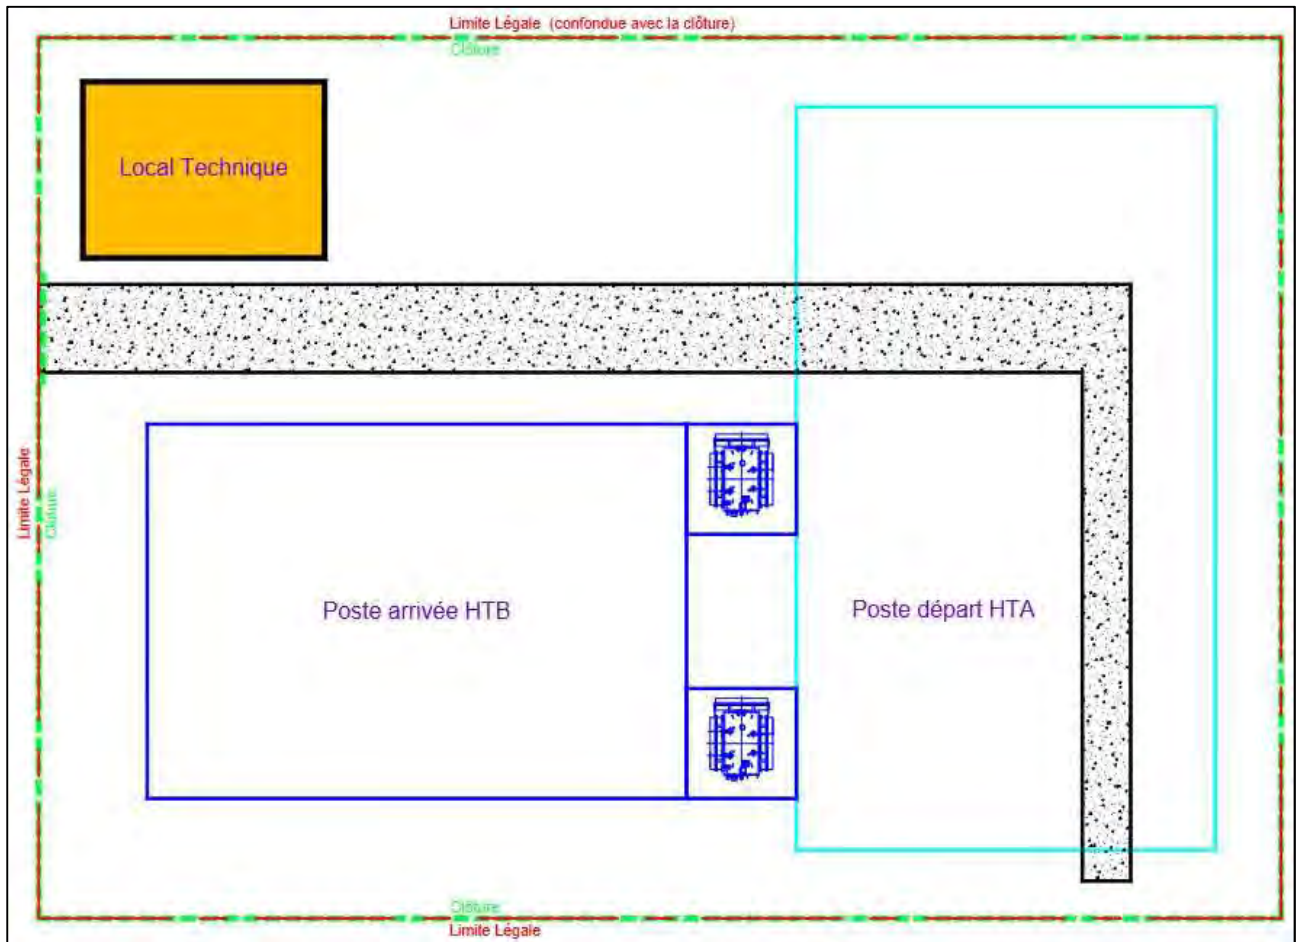 Limite Légale (confondue avec la clôture)
Clôture
Local Technique
Limite Légale
Clôture
Poste arrivée HTB
Poste départ HTA
Clôture
Limite Légale